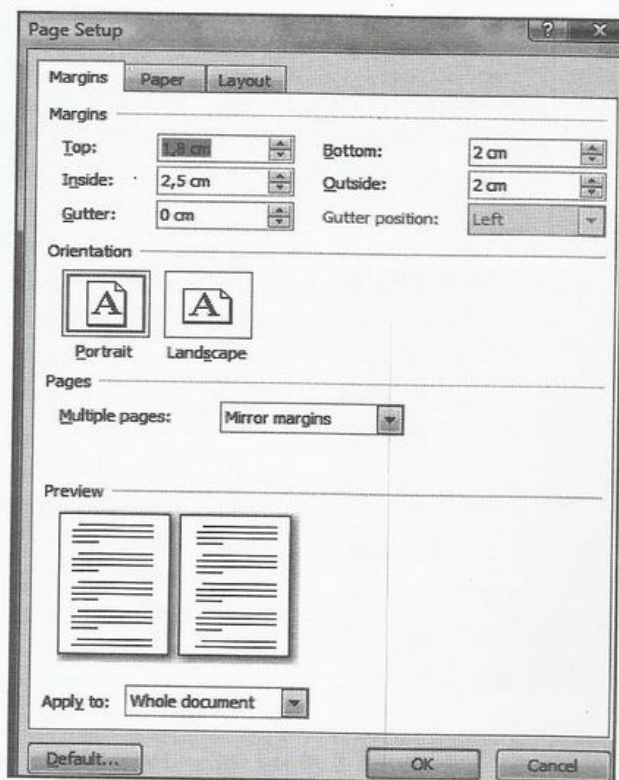 Page Setup
Margins Paper Layout
Margins
Top: 1,8 cm Bottom: 2 cm
Inside: 2,5 cm Outside: 2 cm
Gutter: 0 cm Gutter position: Left
Orientation
A A
Portrait Landscape
Pages
Multiple pages: Mirror margins
Preview
Apply to: Whole document
Default... OK Cancel